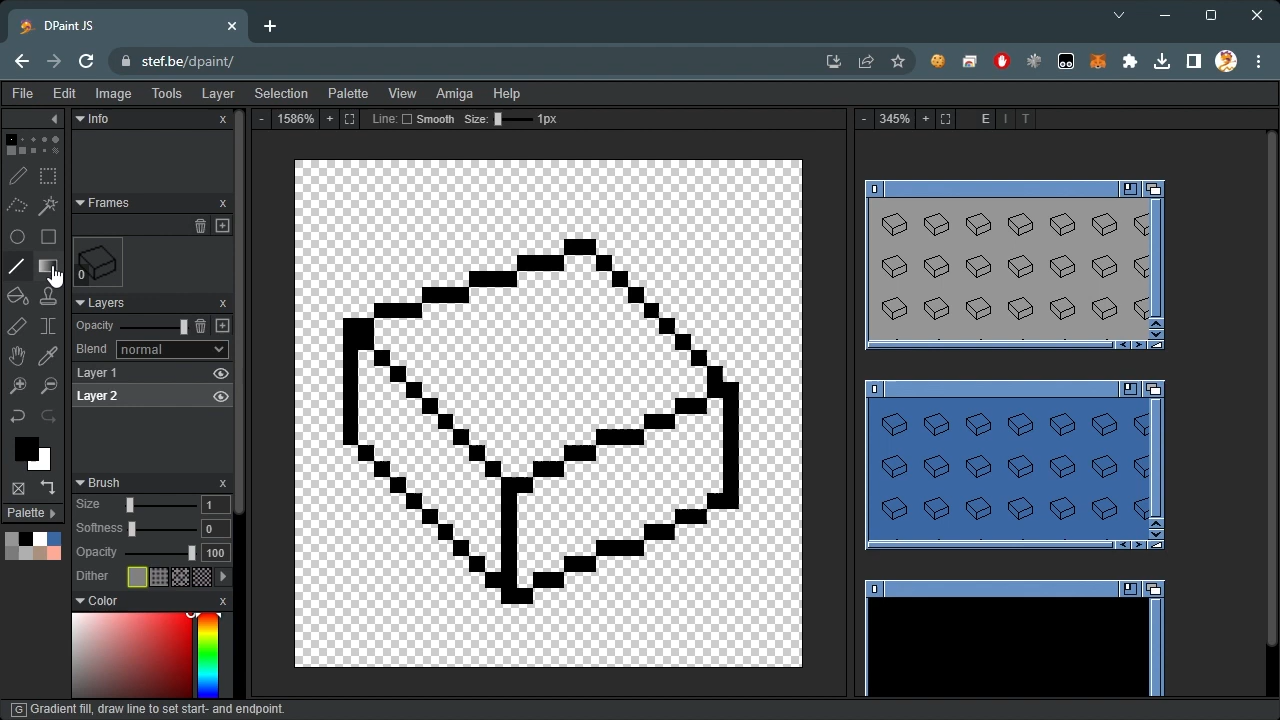 DPaint JS
stef.be/dpaint/
File Edit Image Tools Layer Selection Palette View Amiga Help
Info x
- 1586% + Line: Smooth Size: 1px
- 345% + E I T
Frames x
0
Layers x
Opacity
Blend normal
Layer 1
Layer 2
Brush x
Size 1
Palette
Softness 0
Opacity 100
Dither
Color x
G Gradient fill, draw line to set start- and endpoint.